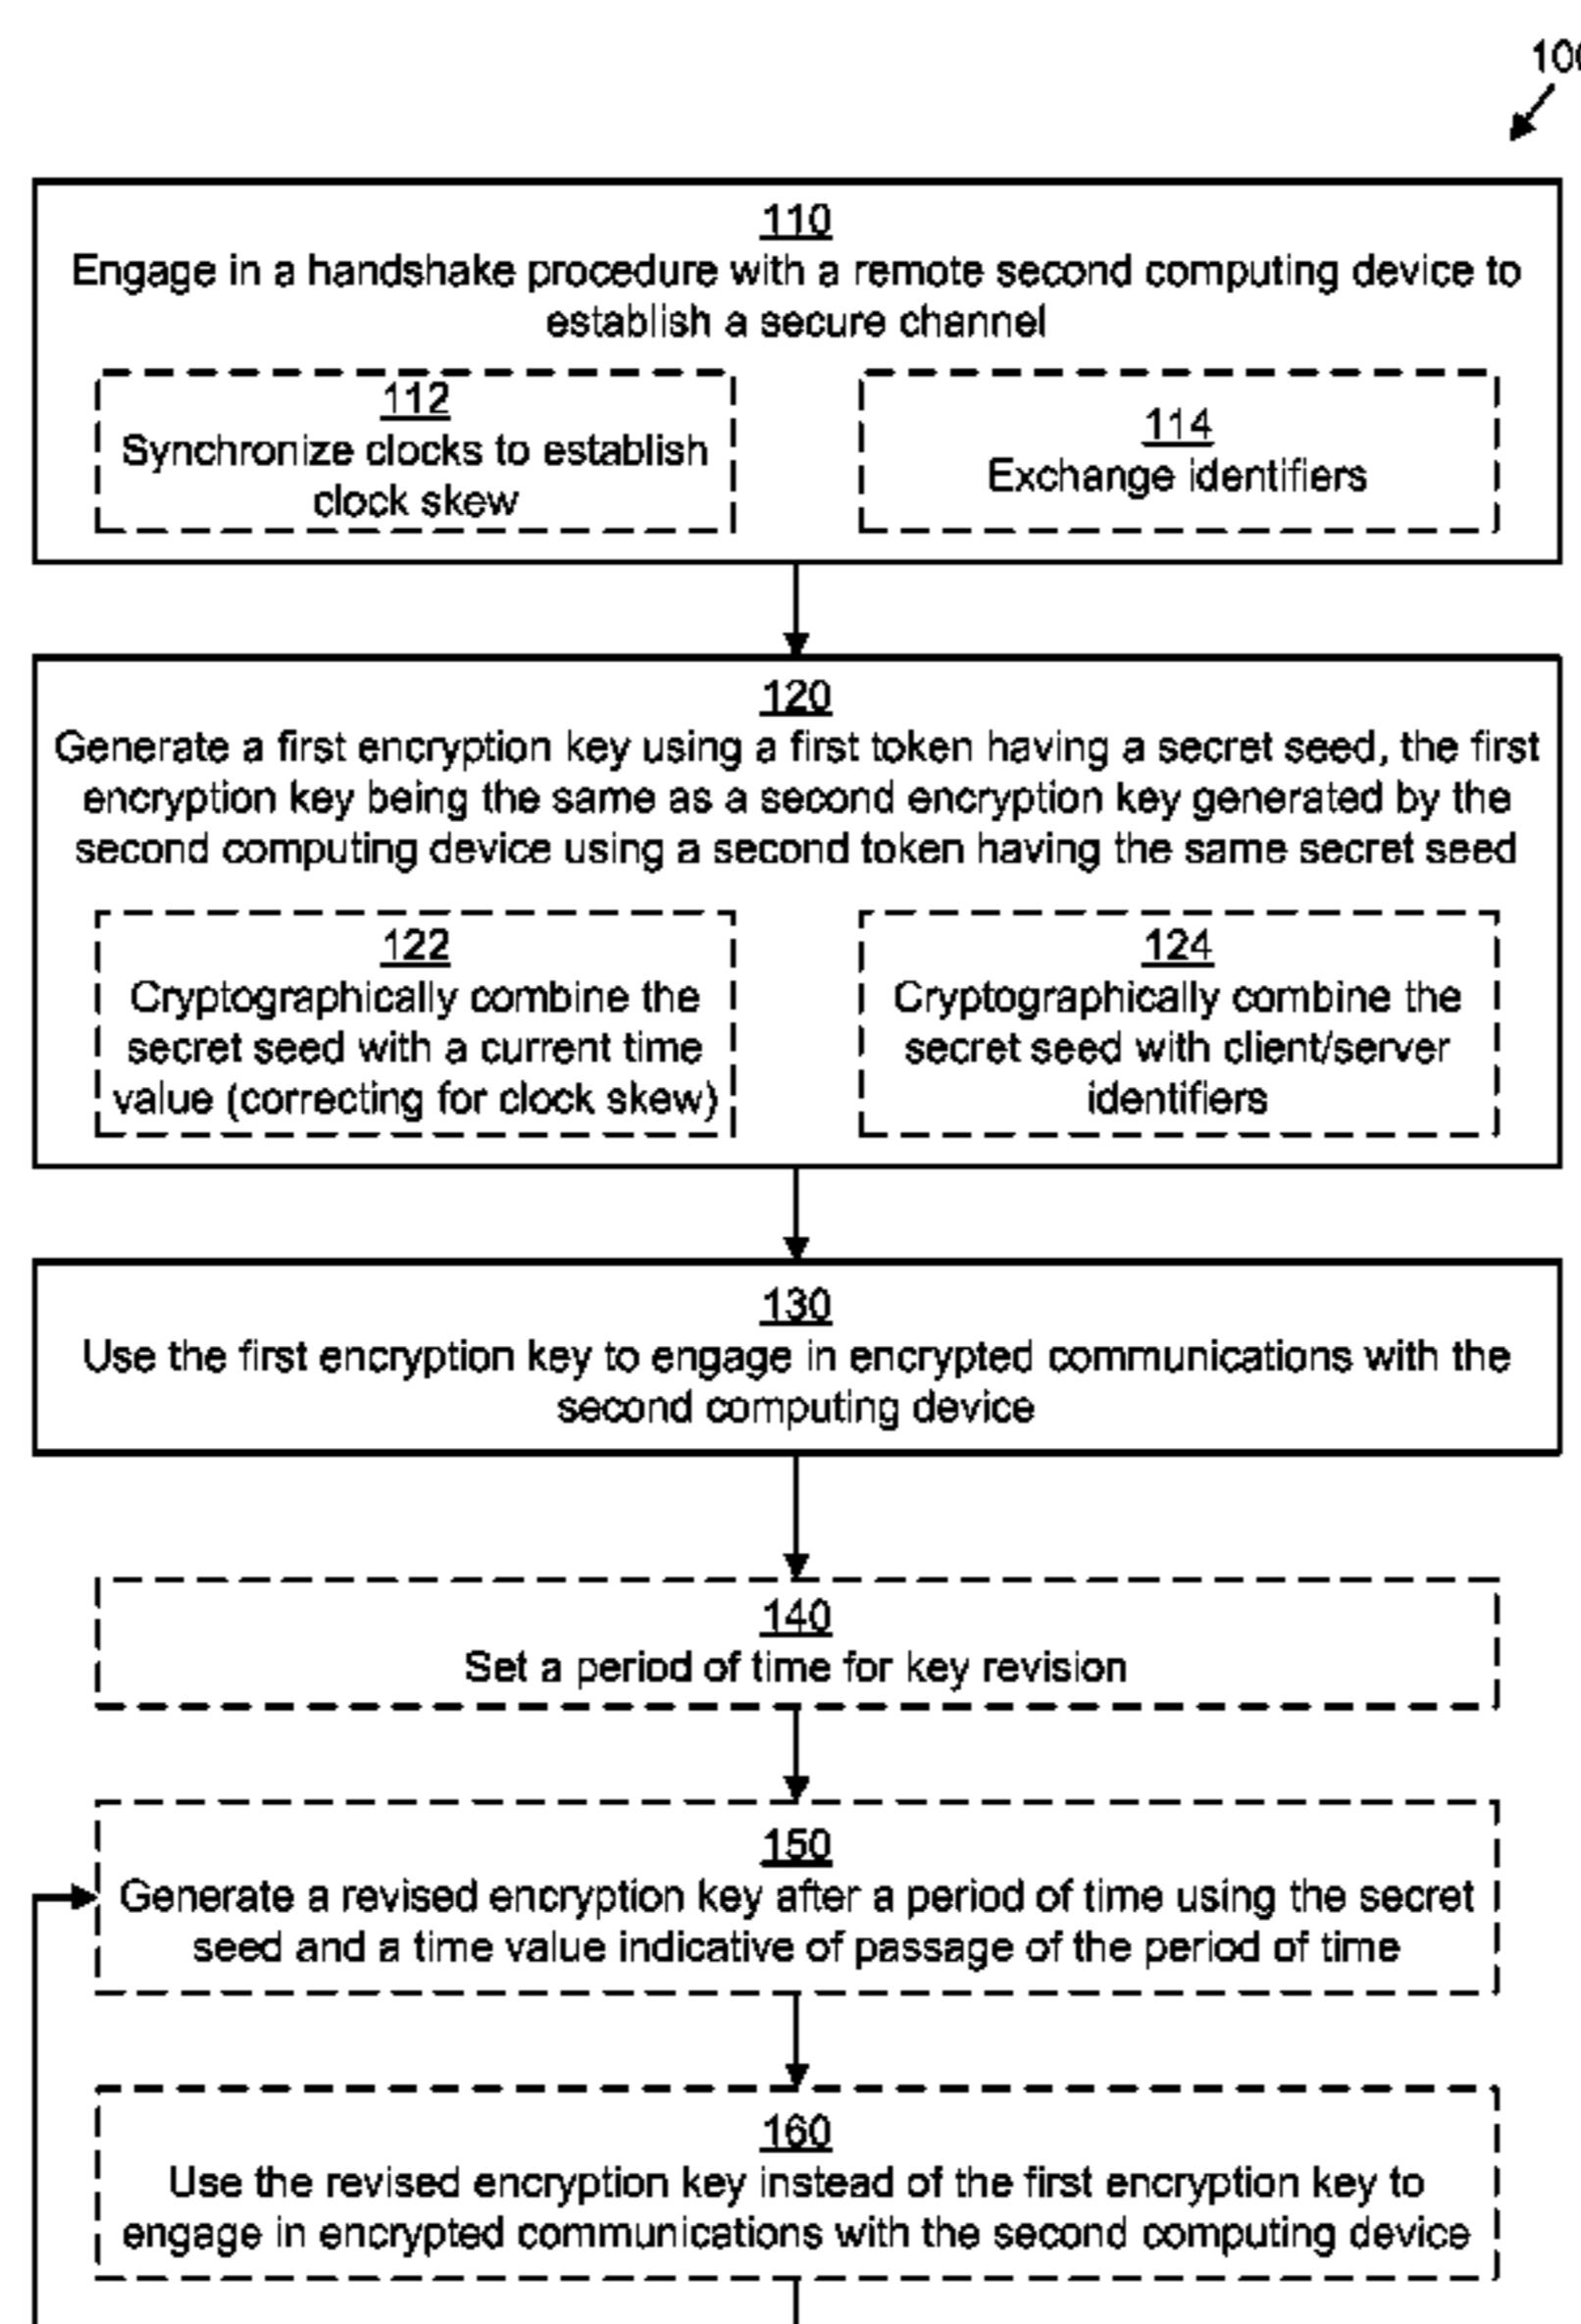 110
Engage in a handshake procedure with a remote second computing device to
establish a secure channel
112
Synchronize clocks to establish
clock skew
114
Exchange identifiers
120
Generate a first encryption key using a first token having a secret seed, the first
encryption key being the same as a second encryption key generated by the
second computing device using a second token having the same secret seed
122
Cryptographically combine the
secret seed with a current time
value (correcting for clock skew)
124
Cryptographically combine the
secret seed with client/server
identifiers
130
Use the first encryption key to engage in encrypted communications with the
second computing device
140
Set a period of time for key revision
150
Generate a revised encryption key after a period of time using the secret
seed and a time value indicative of passage of the period of time
160
Use the revised encryption key instead of the first encryption key to
engage in encrypted communications with the second computing device